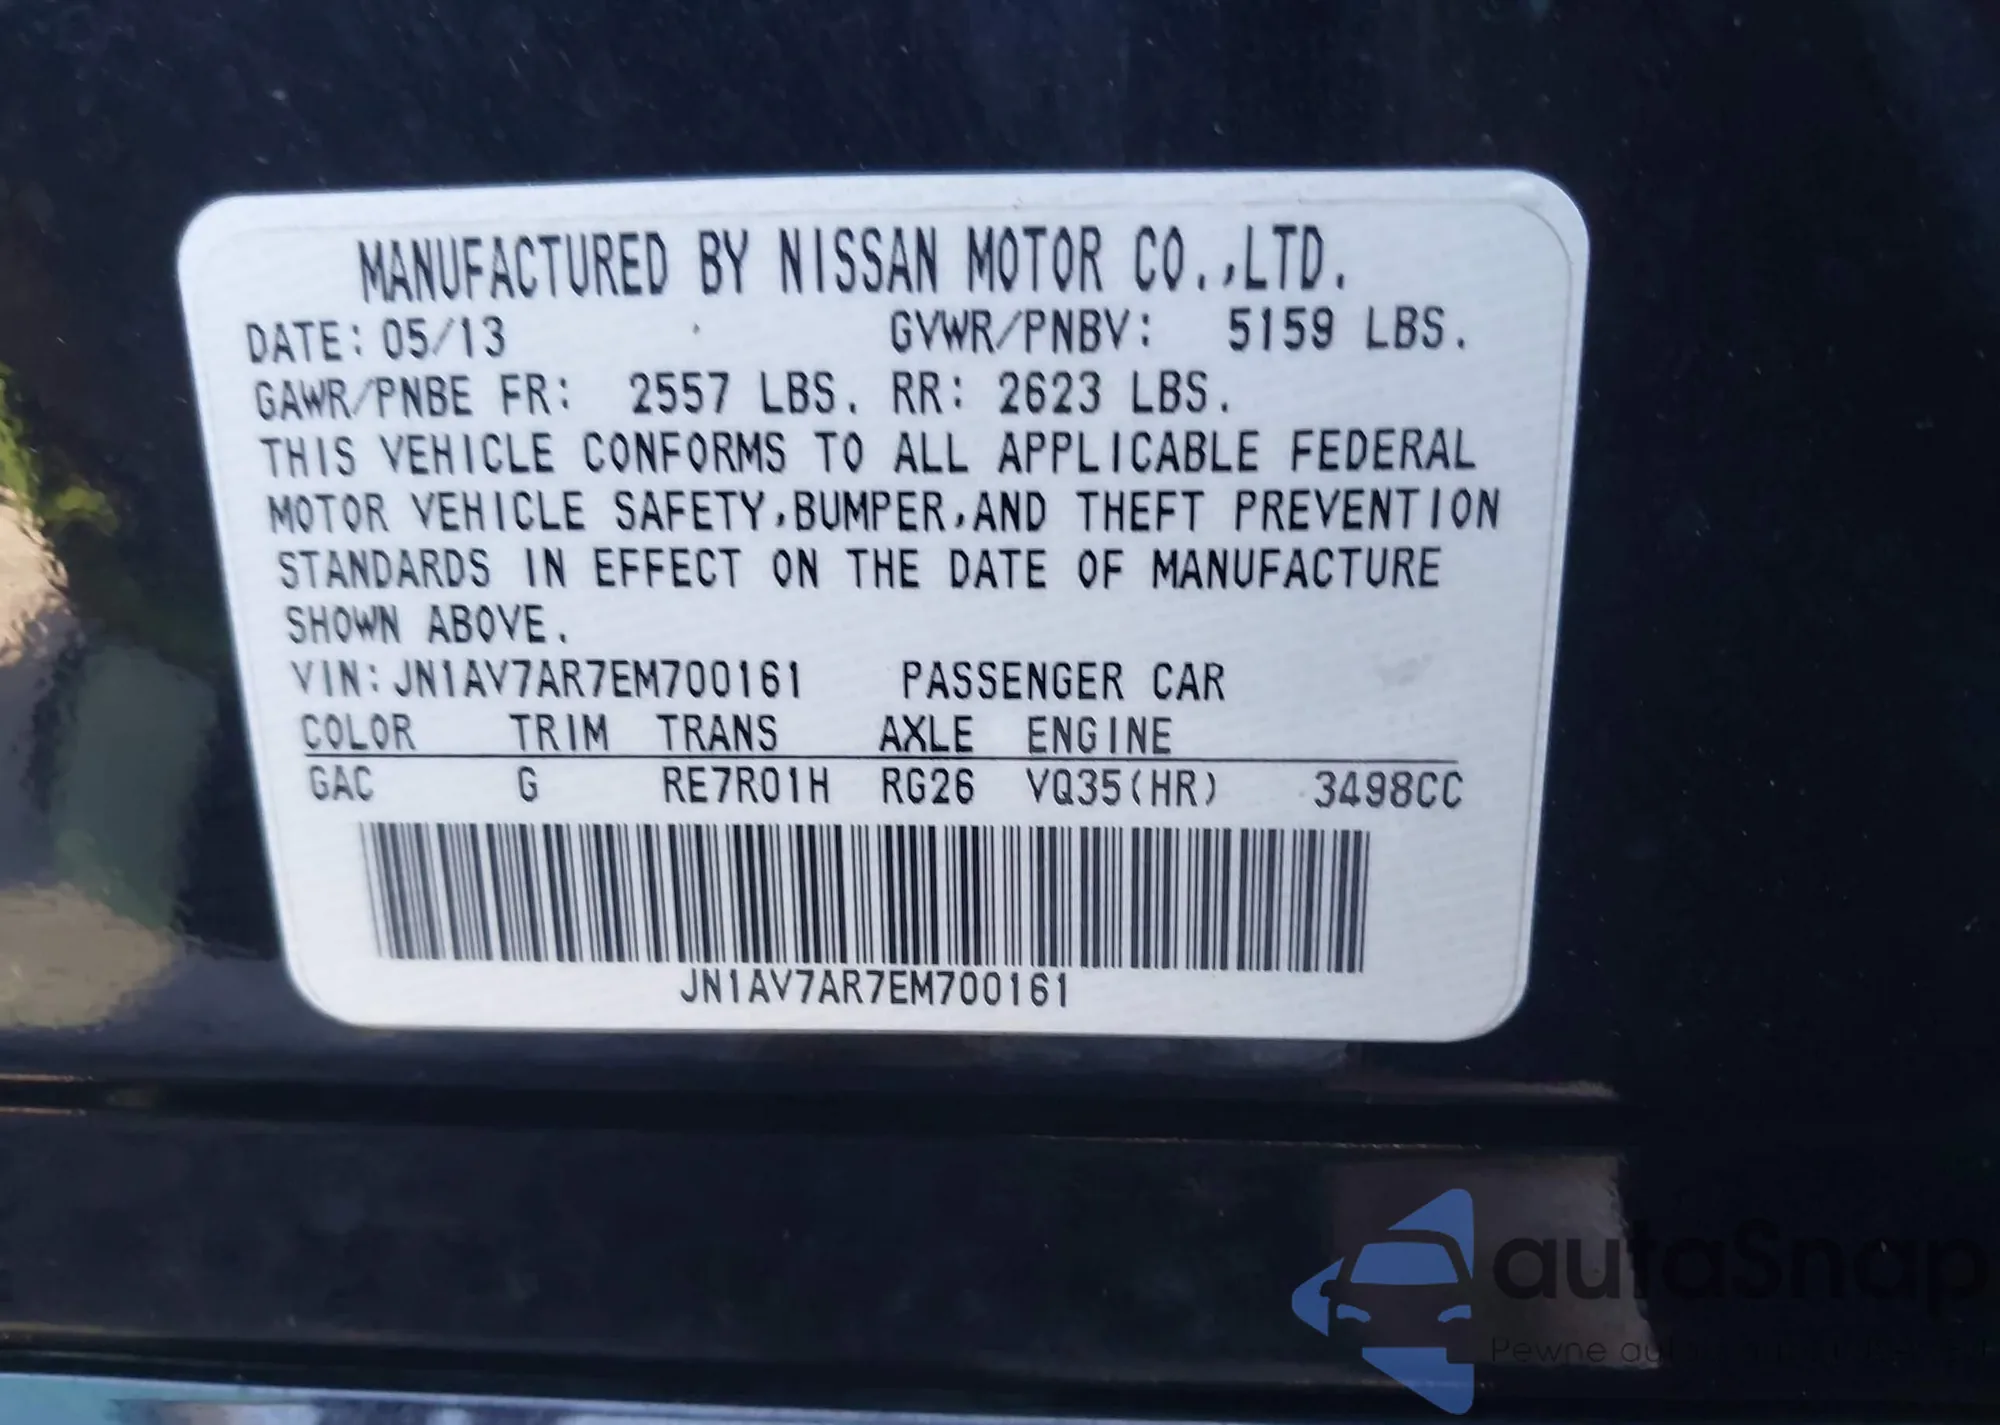 MANUFACTURED BY NISSAN MOTOR CO.,LTD.
DATE: 05/13 GVWR/PNBV: 5159 LBS.
GAWR/PNBE FR: 2557 LBS. RR: 2623 LBS.
THIS VEHICLE CONFORMS TO ALL APPLICABLE FEDERAL
MOTOR VEHICLE SAFETY,BUMPER,AND THEFT PREVENTION
STANDARDS IN EFFECT ON THE DATE OF MANUFACTURE
SHOWN ABOVE.
VIN:JN1AV7AR7EM700161 PASSENGER CAR
COLOR TRIM TRANS AXLE ENGINE
GAC G RE7R01H RG26 VQ35(HR) 3498CC
JN1AV7AR7EM700161
autaSnap
Pewne